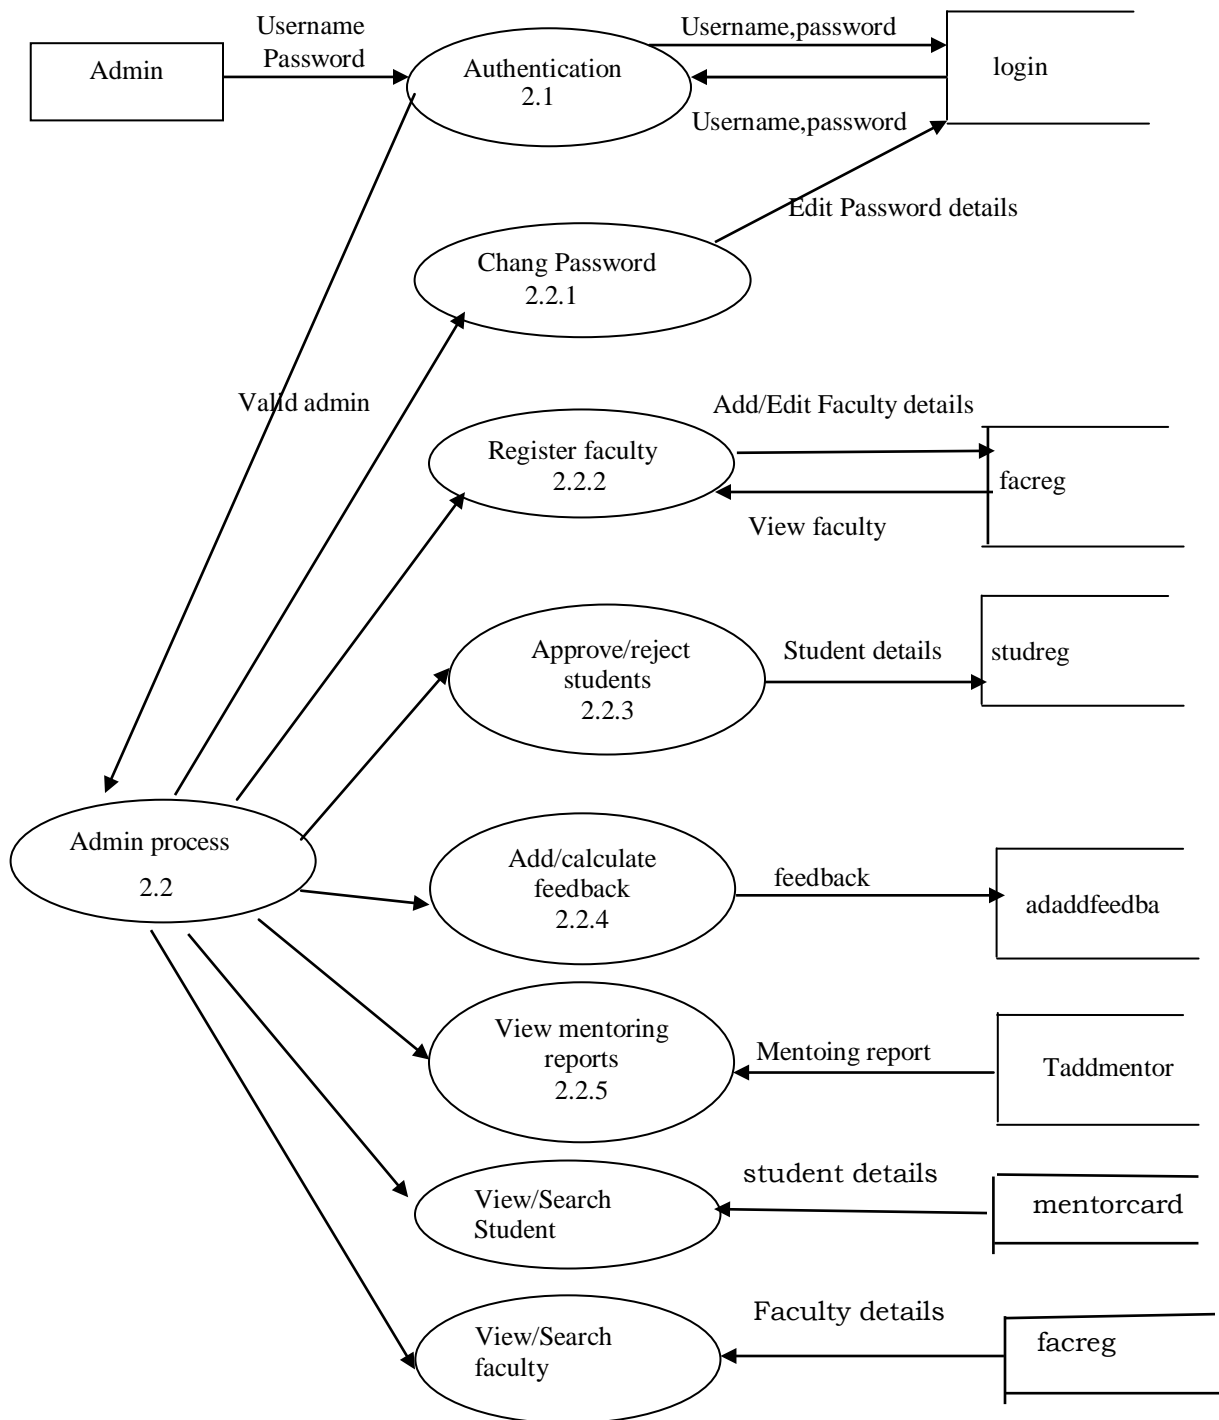 Username
Password
Admin
Authentication
2.1
Username,password
login
Username,password
Edit Password details
Chang Password
2.2.1
Valid admin
Add/Edit Faculty details
Register faculty
2.2.2
facreg
View faculty
Approve/reject
students
2.2.3
Student details
studreg
Admin process
2.2
Add/calculate
feedback
2.2.4
feedback
adaddfeedba
View mentoring
reports
2.2.5
Mentoing report
Taddmentor
student details
View/Search
Student
mentorcard
Faculty details
View/Search
faculty
facreg